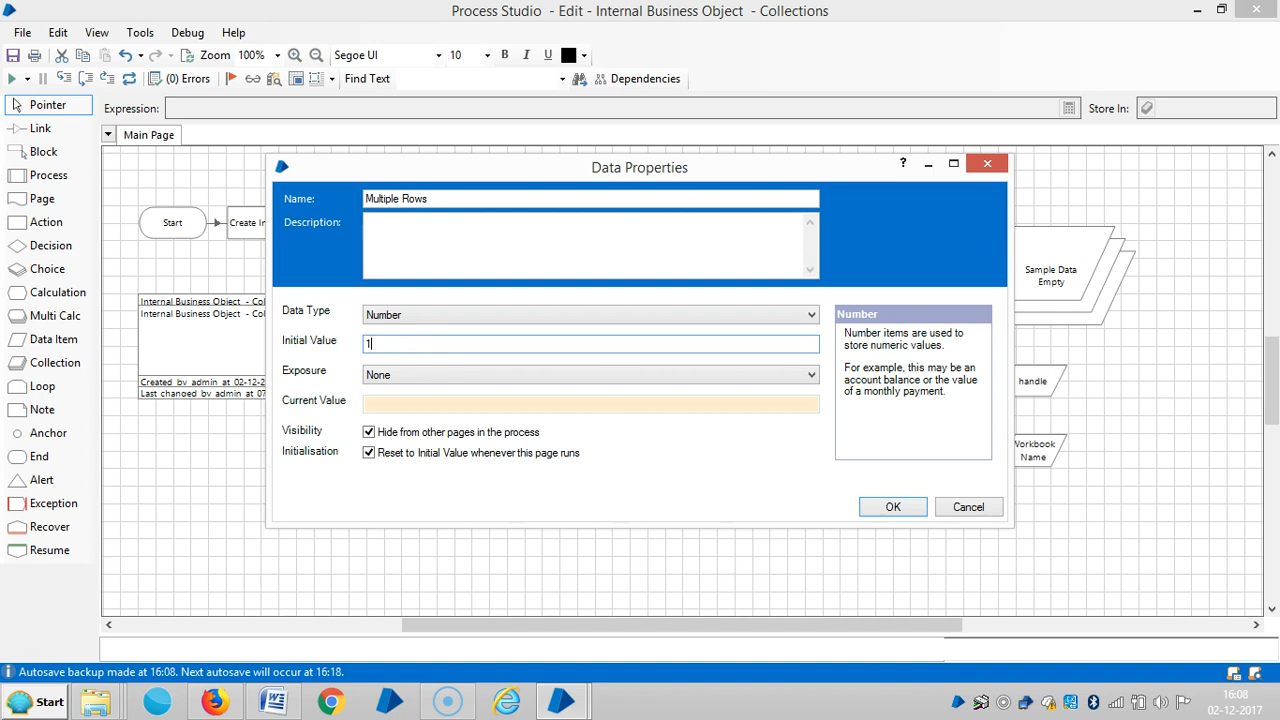 Process Studio - Edit - Internal Business Object - Collections
File Edit View Tools Debug Help
Zoom 100% Segoe UI 10 B I U
(0) Errors Find Text Dependencies
Pointer
Expression: Store In:
Link
Main Page
Block
Process
Page
Action
Decision
Choice
Calculation
Multi Calc
Data Item
Collection
Loop
Note
Anchor
End
Alert
Exception
Recover
Resume
Start
Create In
Internal Business Object - Co
Internal Business Object - Co
Created by admin at 02-12-2
Last changed by admin at 07
Data Properties
?
Name: Multiple Rows
Description:
Data Type Number
Initial Value 1
Exposure None
Current Value
Visibility Hide from other pages in the process
Initialisation Reset to Initial Value whenever this page runs
Number
Number items are used to
store numeric values.
For example, this may be an
account balance or the value
of a monthly payment.
OK Cancel
Sample Data
Empty
handle
Workbook
Name
Autosave backup made at 16:08. Next autosave will occur at 16:18.
Start
16:08
02-12-2017